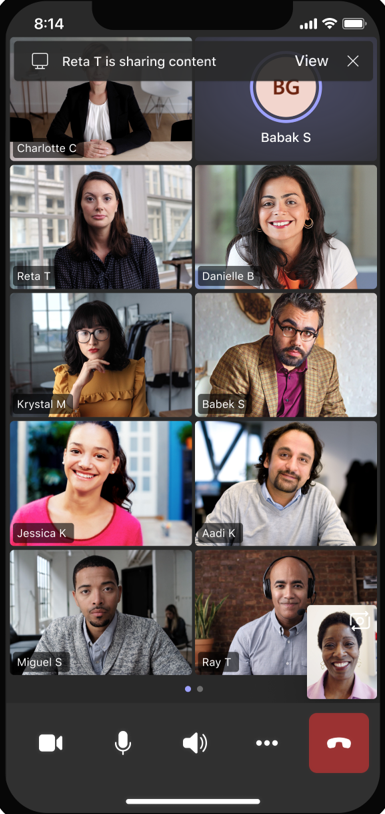 8:14
Reta T is sharing content
View
BG
Charlotte C
Babak S
Reta T
Danielle B
Krystal M
Babek S
Jessica K
Aadi K
Miguel S
Ray T